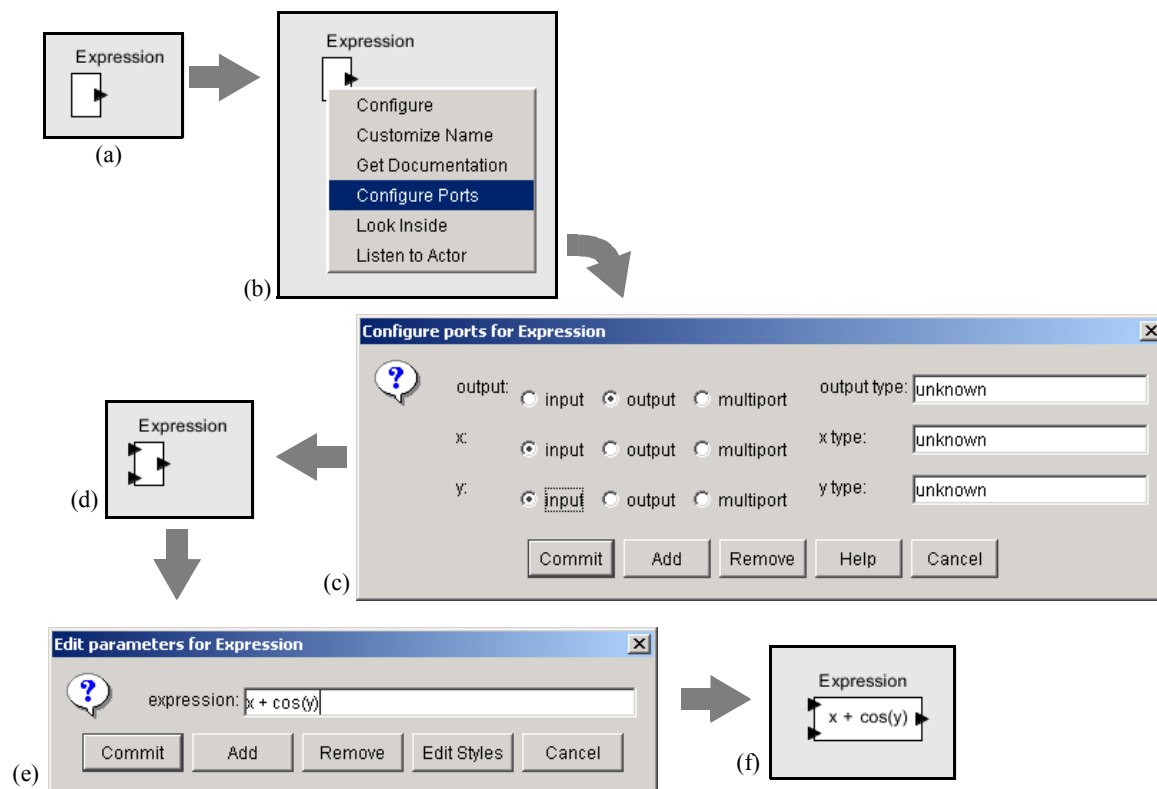 Expression
(a)
Expression
Configure
Customize Name
Get Documentation
Configure Ports
Look Inside
Listen to Actor
(b)
Configure ports for Expression
?
output: input output multiport output type: unknown
x: input output multiport x type: unknown
y: input output multiport y type: unknown
Commit Add Remove Help Cancel
(c)
Expression
(d)
Edit parameters for Expression
?
expression: x + cos(y)
Commit Add Remove Edit Styles Cancel
(e)
Expression
x + cos(y)
(f)